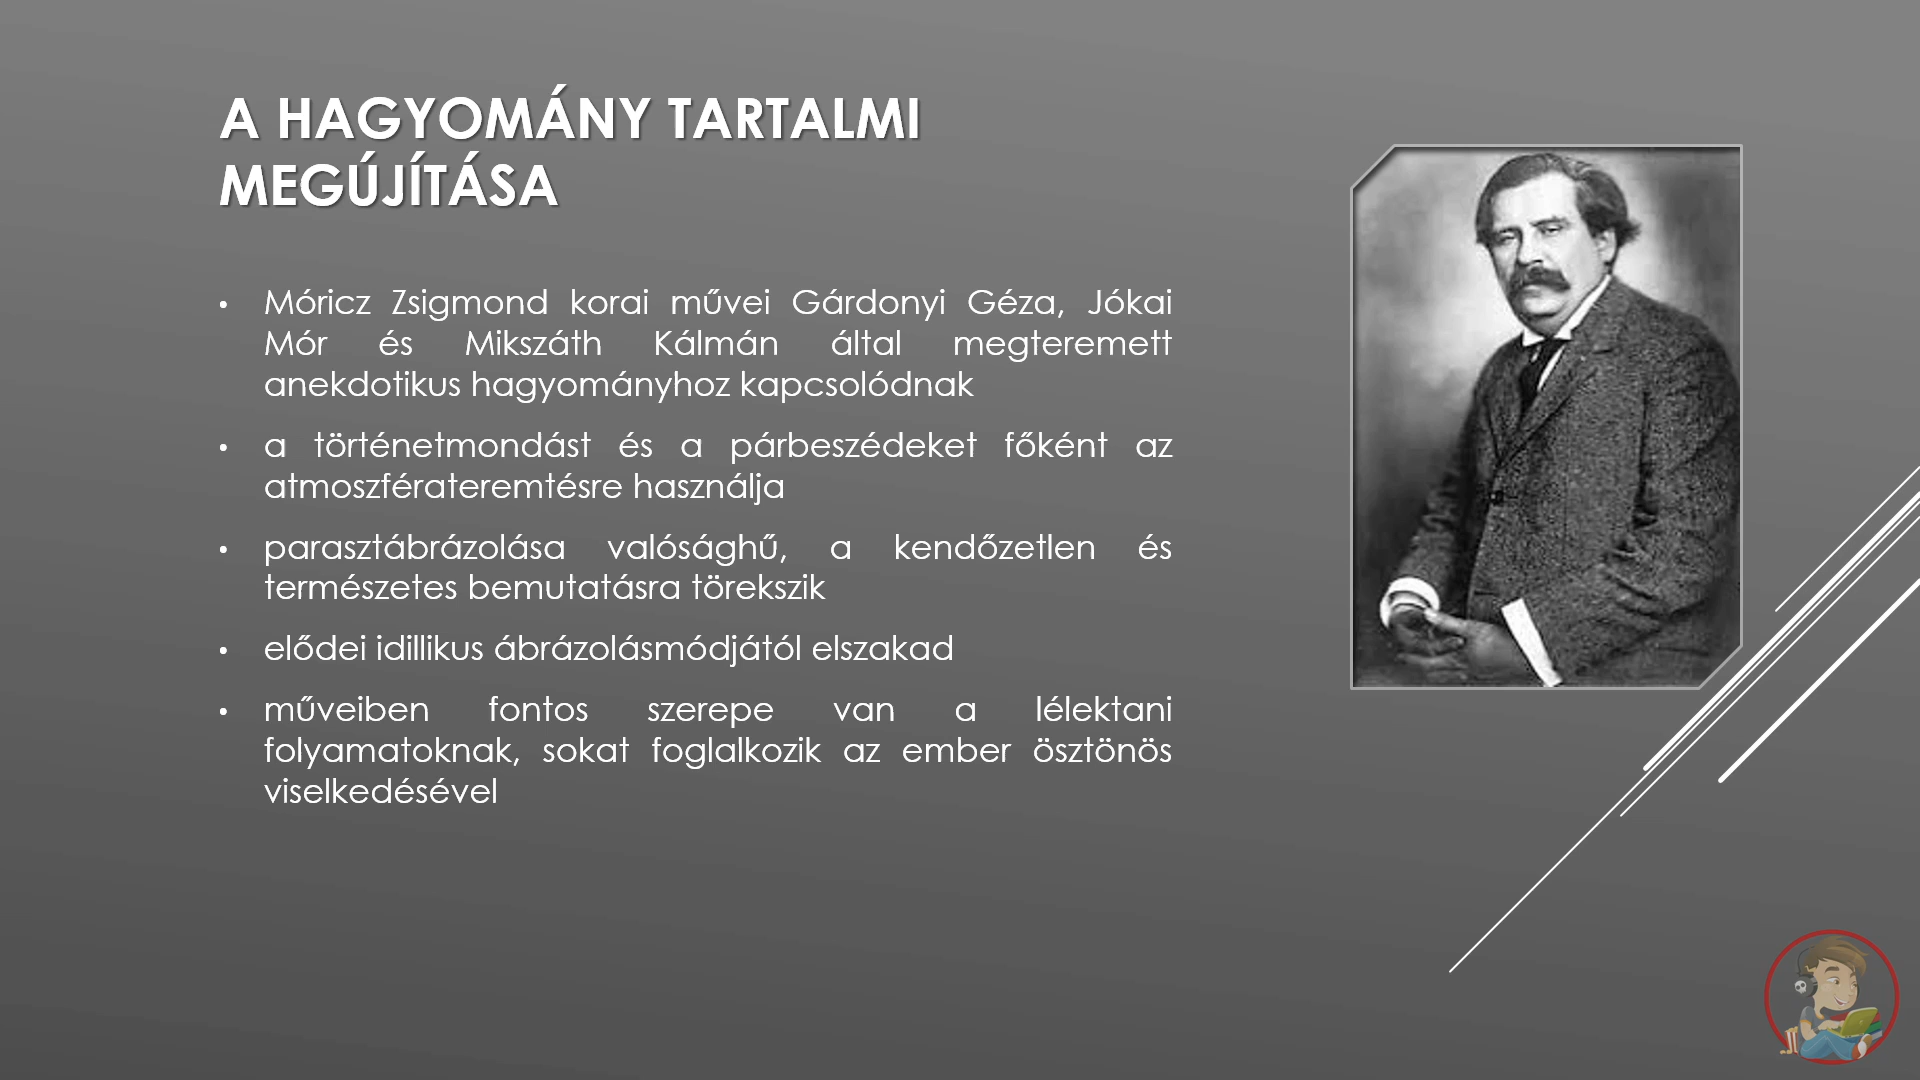 A HAGYOMÁNY TARTALMI
MEGÚJÍTÁSA
• Móricz Zsigmond korai művei Gárdonyi Géza, Jókai
Mór és Mikszáth Kálmán által megteremett
anekdotikus hagyományhoz kapcsolódnak
• a történetmondást és a párbeszédeket főként az
atmoszférateremtésre használja
• parasztábrázolása valósághű, a kendőzetlen és
természetes bemutatásra törekszik
• elődei idillikus ábrázolásmódjától elszakad
• műveiben fontos szerepe van a lélektani
folyamatoknak, sokat foglalkozik az ember ösztönös
viselkedésével